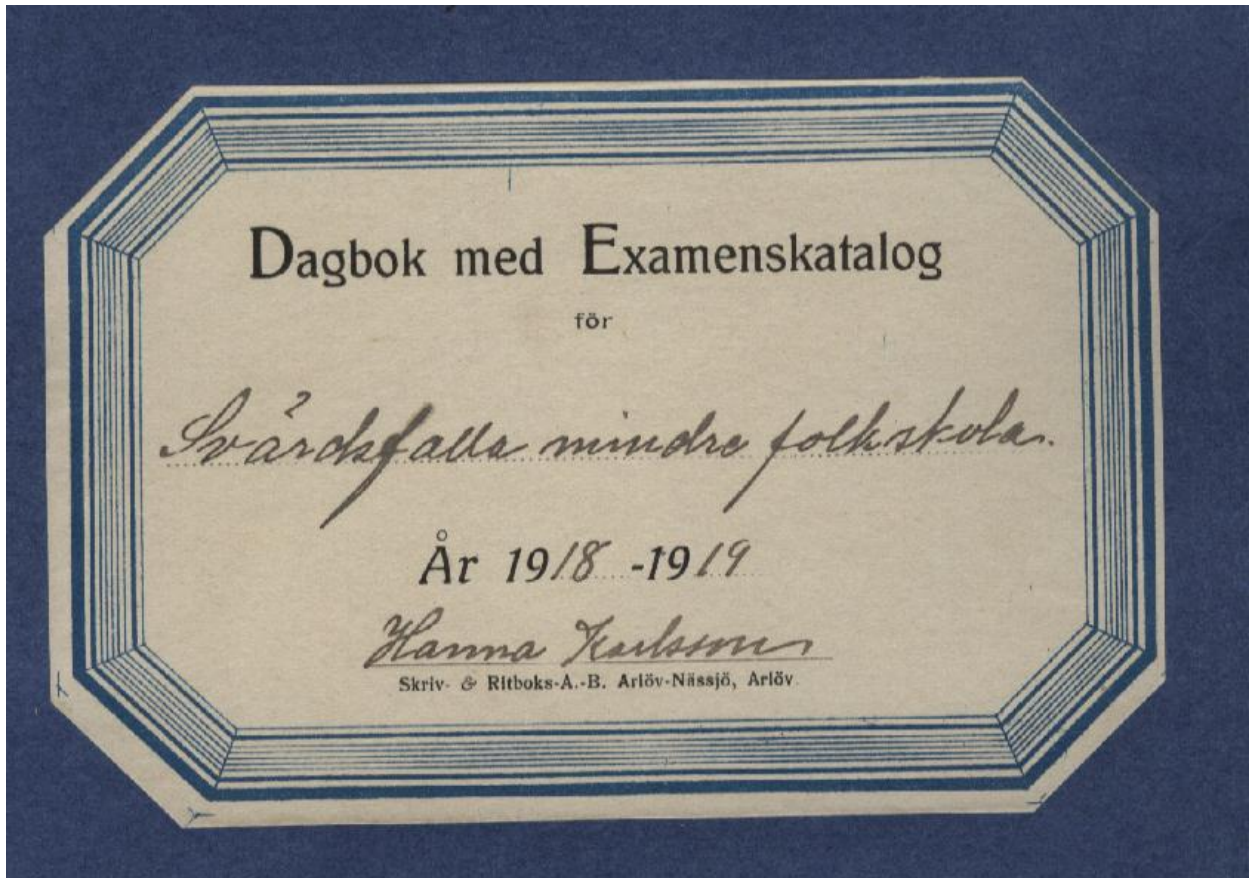 Dagbok med Examenskatalog
för
Svärdsfalla mindre folkskola.
År 1918 -1919
Hanna Karlsson
Skriv- & Ritboks-A.-B. Arlöv-Nässjö, Arlöv